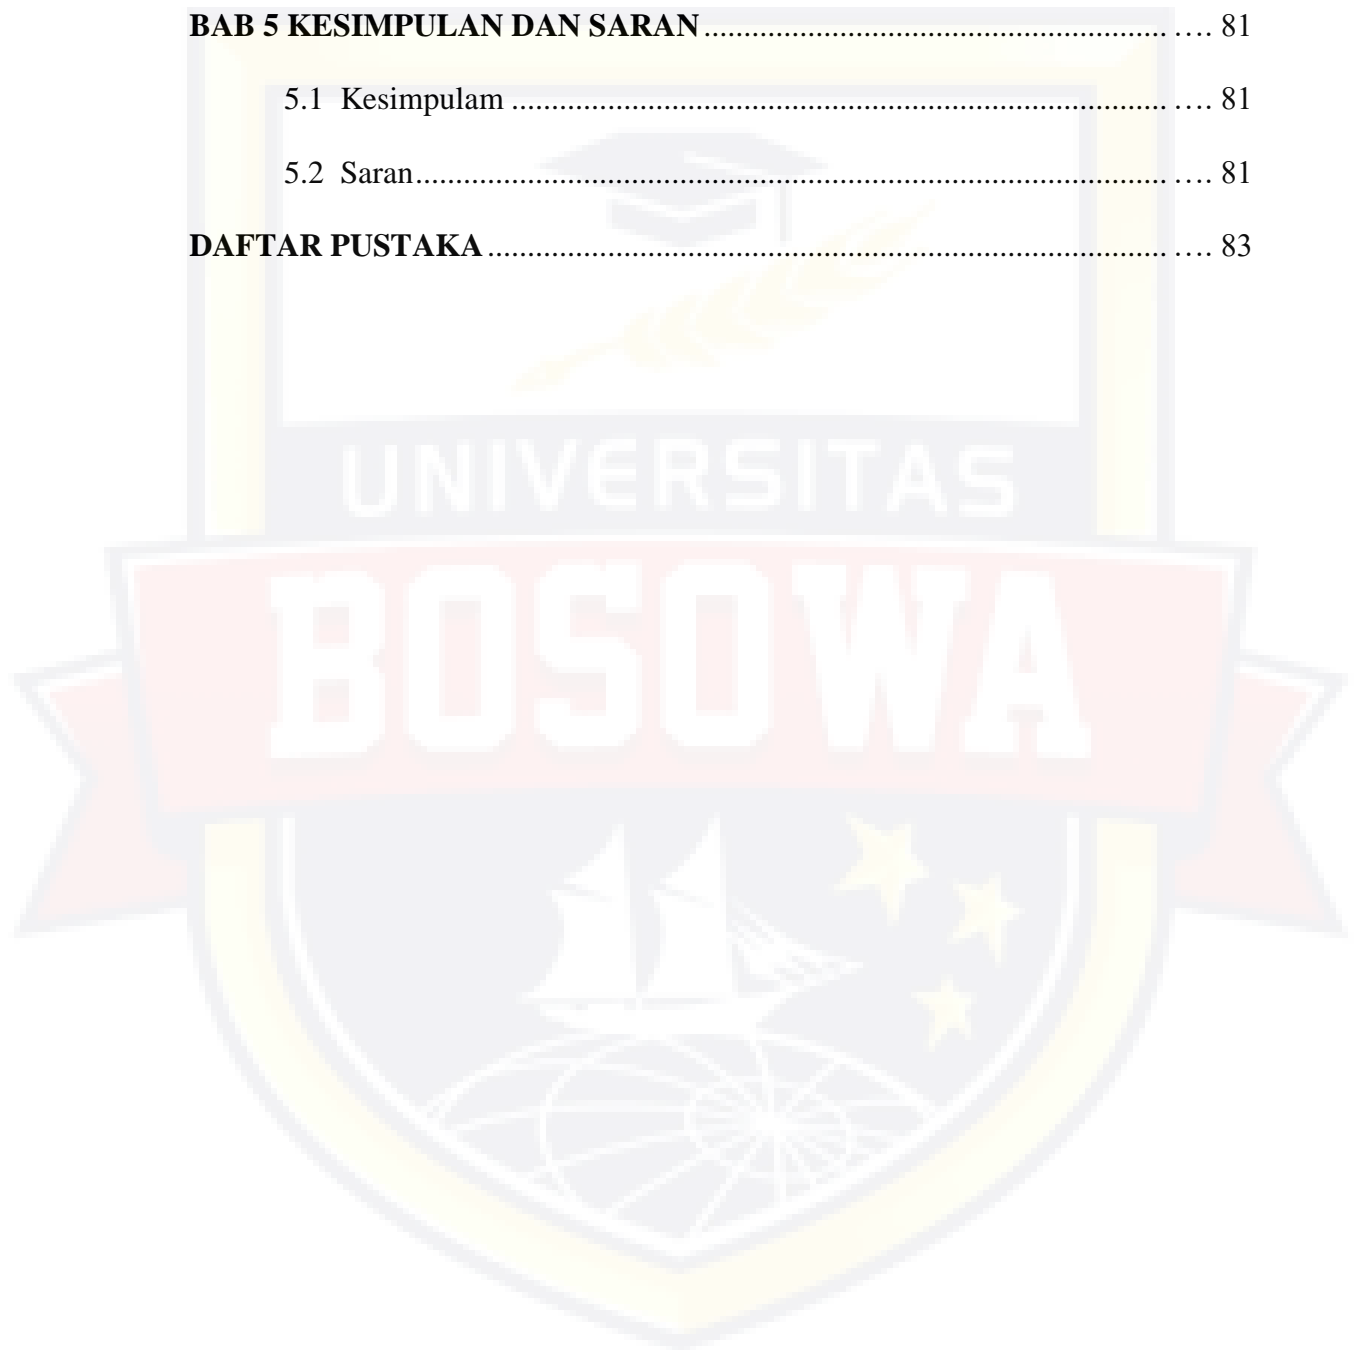 BAB 5 KESIMPULAN DAN SARAN .......................................................... .... 81
5.1 Kesimpulam .................................................................................. .... 81
5.2 Saran.............................................................................................. .... 81
DAFTAR PUSTAKA ..................................................................................... .... 83
UNIVERSITAS
BOSOWA